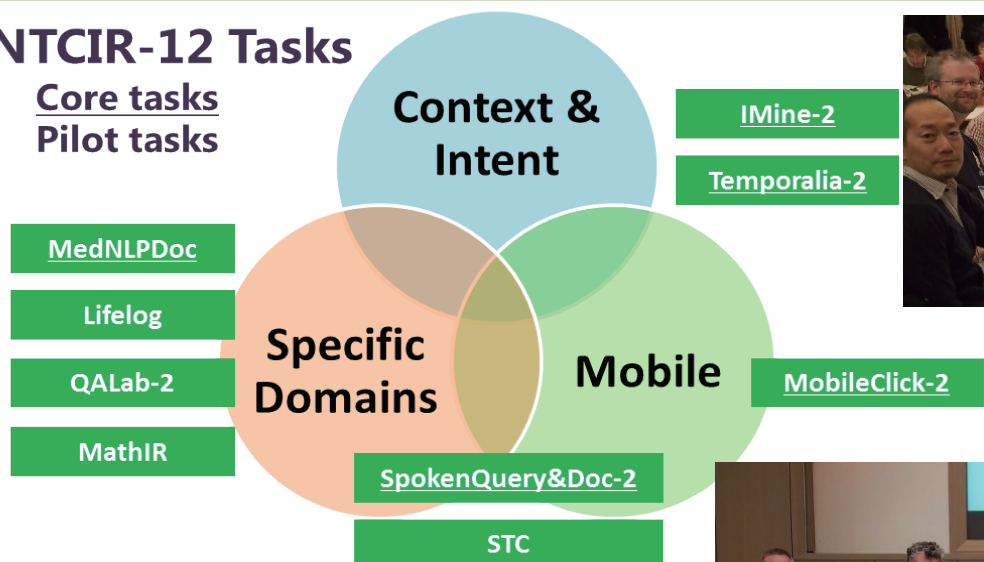 NTCIR-12 Tasks
Core tasks
Pilot tasks
Context &
Intent
IMine-2
Temporalia-2
MedNLPDoc
Lifelog
QALab-2
MathIR
Specific
Domains
Mobile
MobileClick-2
SpokenQuery&Doc-2
STC